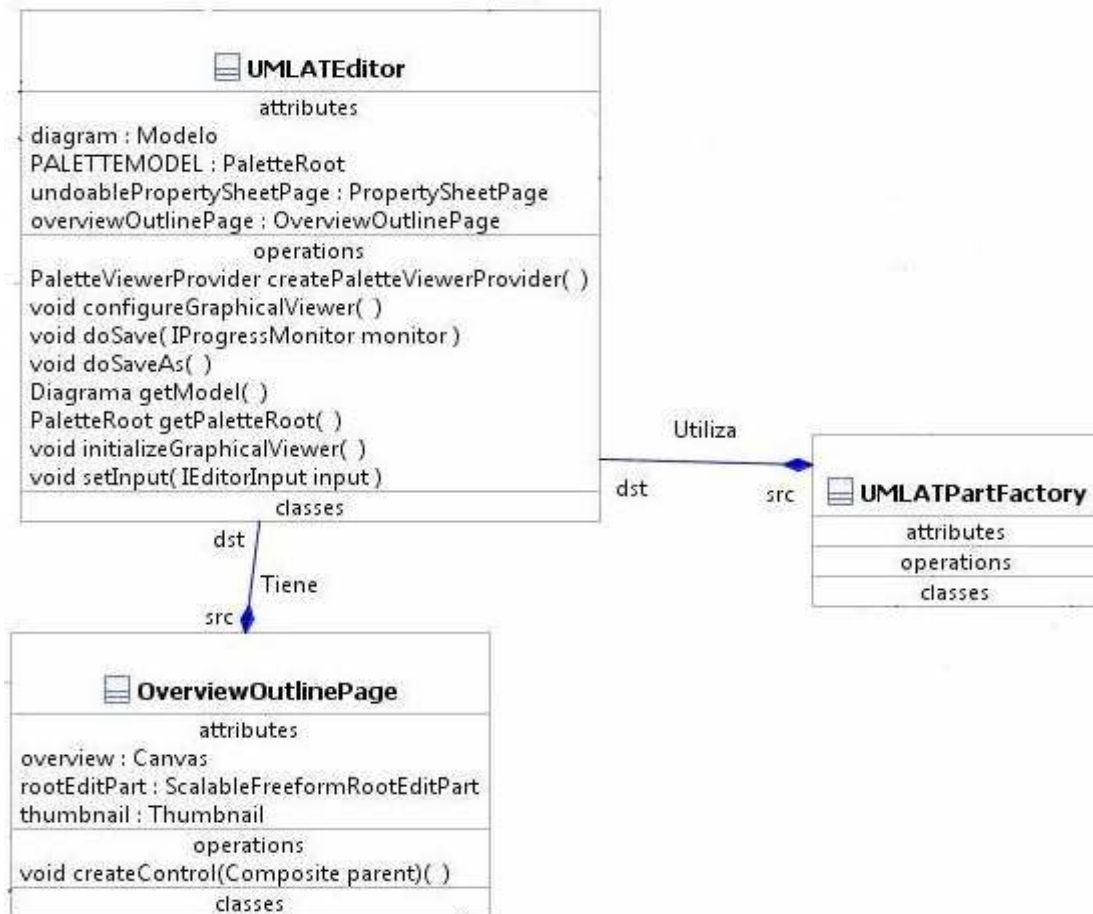 UMLATEditor
attributes
diagram : Modelo
PALETTEMODEL : PaletteRoot
undoablePropertySheetPage : PropertySheetPage
overviewOutlinePage : OverviewOutlinePage
operations
PaletteViewerProvider createPaletteViewerProvider( )
void configureGraphicalViewer( )
void doSave( IProgressMonitor monitor )
void doSaveAs( )
Diagrama getModel( )
PaletteRoot getPaletteRoot( )
void initializeGraphicalViewer( )
void setInput( IEditorInput input )
classes
Utiliza
dst
src
UMLATPartFactory
attributes
operations
classes
dst
Tiene
src
OverviewOutlinePage
attributes
overview : Canvas
rootEditPart : ScalableFreeformRootEditPart
thumbnail : Thumbnail
operations
void createControl(Composite parent)( )
classes